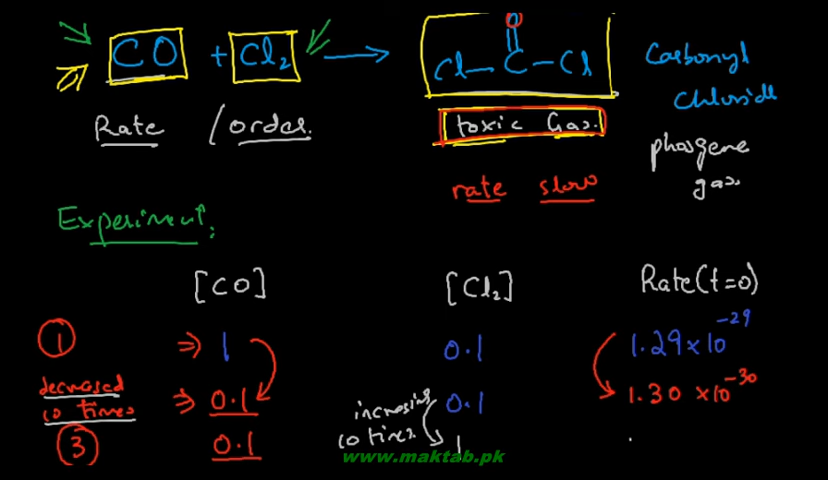 CO + Cl₂ → Cl—C—Cl
O
Carbonyl
Chloride
Rate / order.
toxic Gas.
phosgene
gas
rate slow
Experiment.
[CO] [Cl₂] Rate(t=0)
① ⇒ 1 0.1 1.29×10⁻²⁹
decreased
10 times ⇒ 0.1 0.1 1.30 ×10⁻³⁰
increasing
10 times
③ 0.1 1
www.maktab.pk